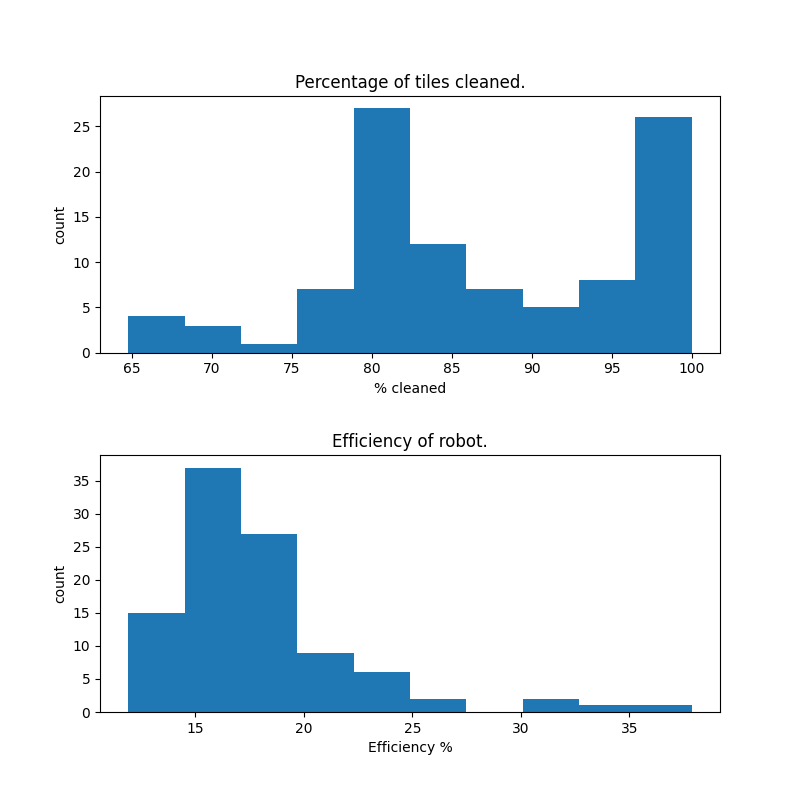 Percentage of tiles cleaned.
25
20
15
10
5
0
count
65 70 75 80 85 90 95 100
% cleaned
Efficiency of robot.
35
30
25
20
15
10
5
0
count
15 20 25 30 35
Efficiency %